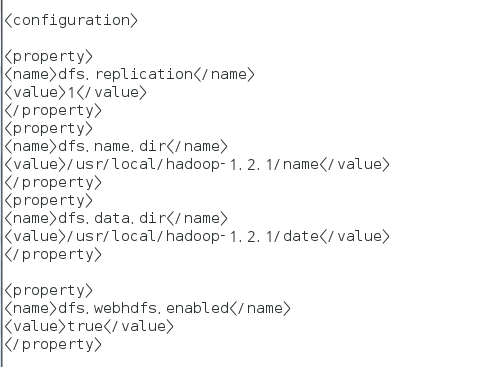 <configuration>
<property>
<name>dfs.replication</name>
<value>1</value>
</property>
<property>
<name>dfs.name.dir</name>
<value>/usr/local/hadoop-1.2.1/name</value>
</property>
<property>
<name>dfs.data.dir</name>
<value>/usr/local/hadoop-1.2.1/date</value>
</property>
<property>
<name>dfs.webhdfs.enabled</name>
<value>true</value>
</property>